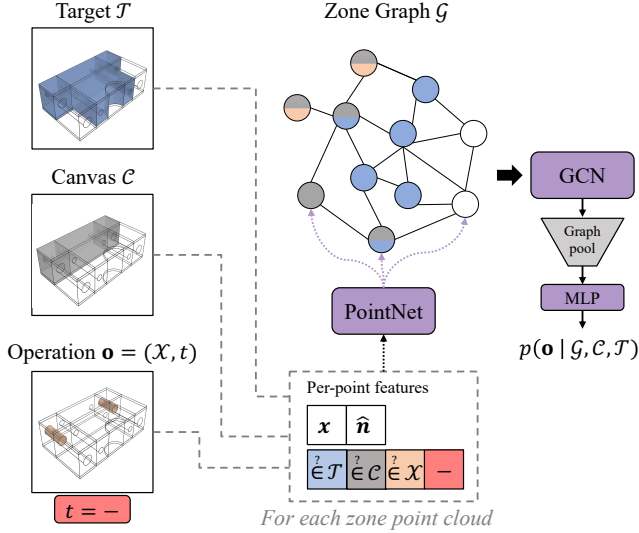 Target 𝒯
Canvas 𝒞
Operation 𝐨 = (𝒳, t)
t = −
Zone Graph 𝒢
PointNet
Per-point features
𝒙 𝒏̂
∈? 𝒯 ∈? 𝒞 ∈? 𝒳 −
For each zone point cloud
GCN
Graph
pool
MLP
p(𝐨 | 𝒢, 𝒞, 𝒯)